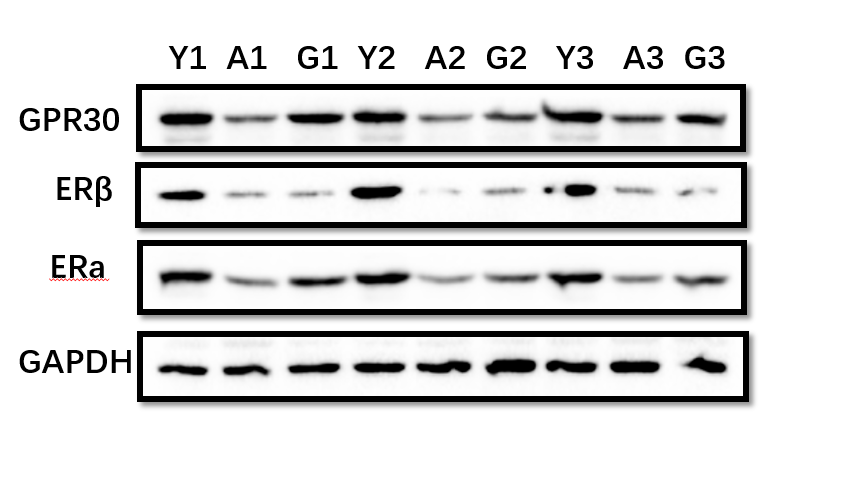 Y1 A1 G1 Y2 A2 G2 Y3 A3 G3
GPR30
ERβ
ERa
GAPDH